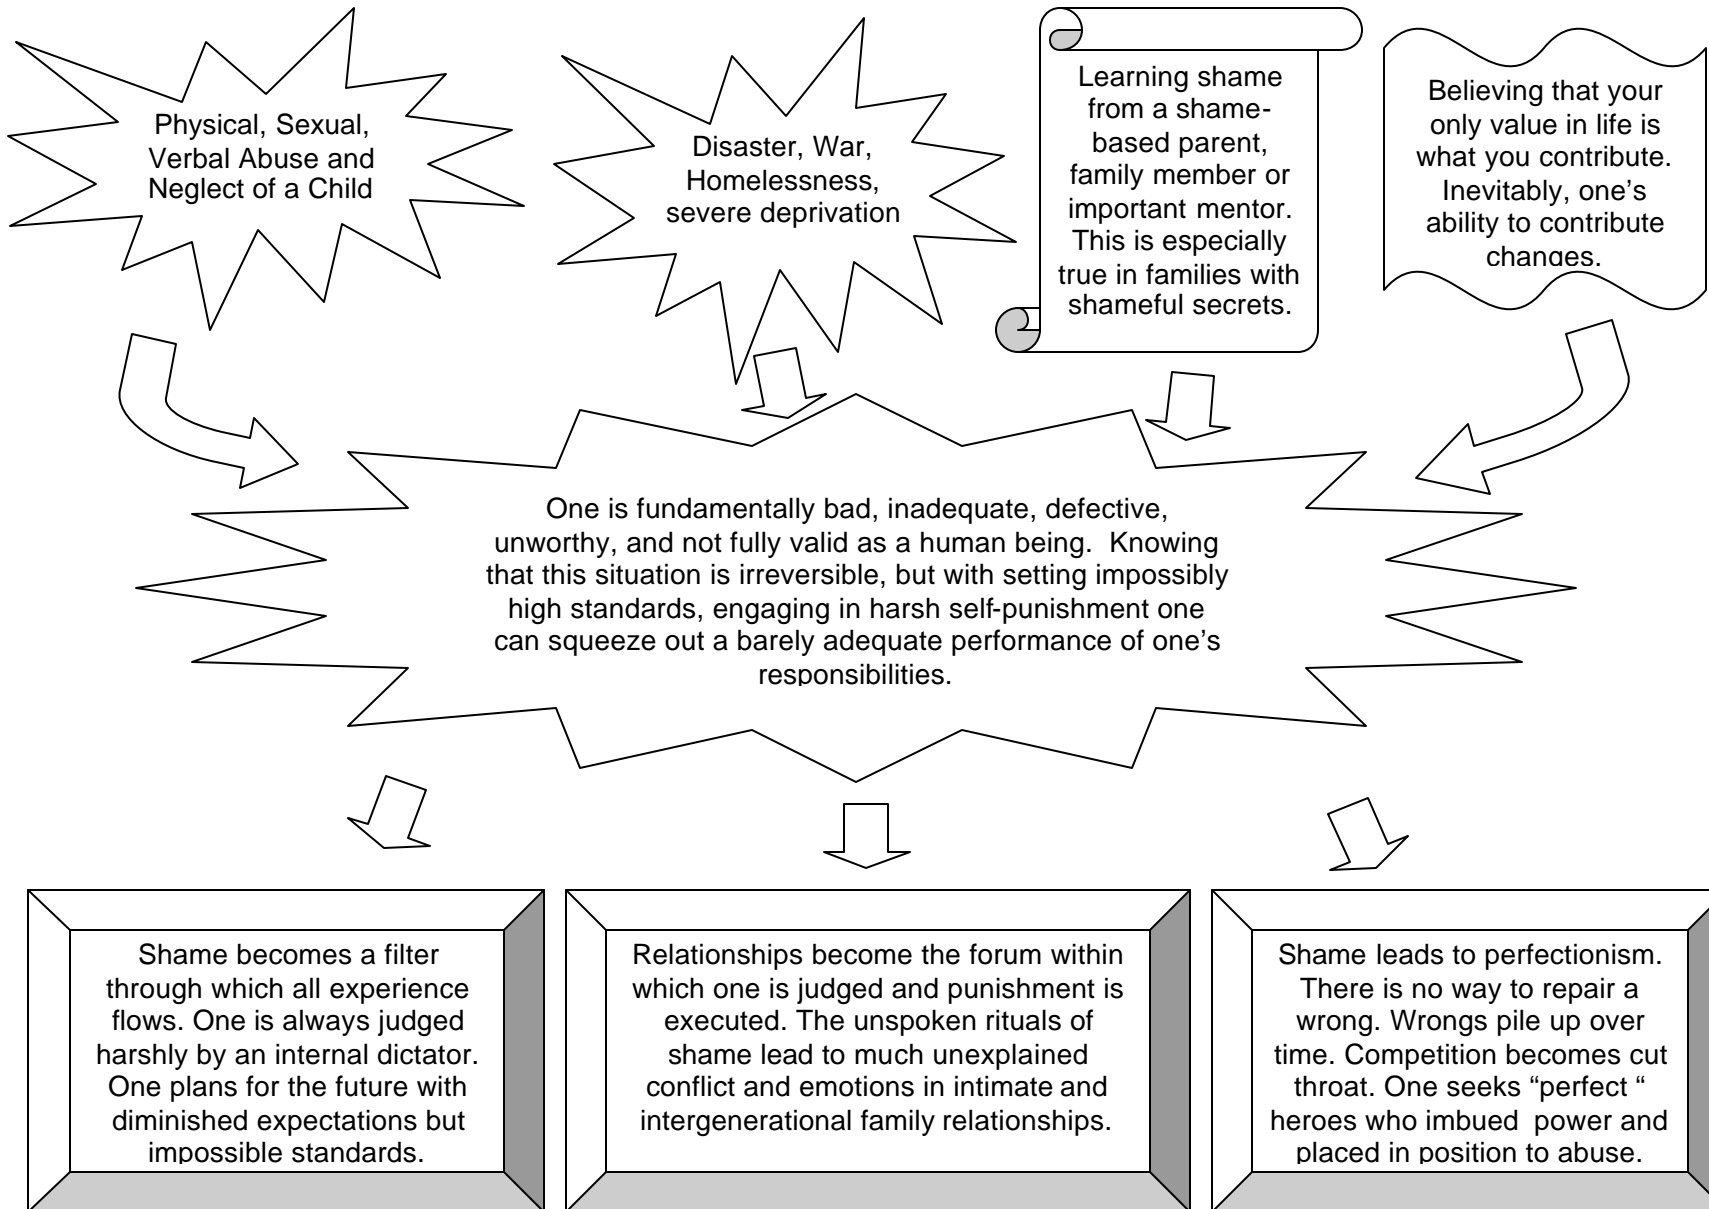 Physical, Sexual,
Verbal Abuse and
Neglect of a Child
Disaster, War,
Homelessness,
severe deprivation
Learning shame
from a shame-
based parent,
family member or
important mentor.
This is especially
true in families with
shameful secrets.
Believing that your
only value in life is
what you contribute.
Inevitably, one's
ability to contribute
changes.
One is fundamentally bad, inadequate, defective,
unworthy, and not fully valid as a human being.  Knowing
that this situation is irreversible, but with setting impossibly
high standards, engaging in harsh self-punishment one
can squeeze out a barely adequate performance of one's
responsibilities.
Shame becomes a filter
through which all experience
flows. One is always judged
harshly by an internal dictator.
One plans for the future with
diminished expectations but
impossible standards.
Relationships become the forum within
which one is judged and punishment is
executed. The unspoken rituals of
shame lead to much unexplained
conflict and emotions in intimate and
intergenerational family relationships.
Shame leads to perfectionism.
There is no way to repair a
wrong. Wrongs pile up over
time. Competition becomes cut
throat. One seeks “perfect “
heroes who imbued  power and
placed in position to abuse.